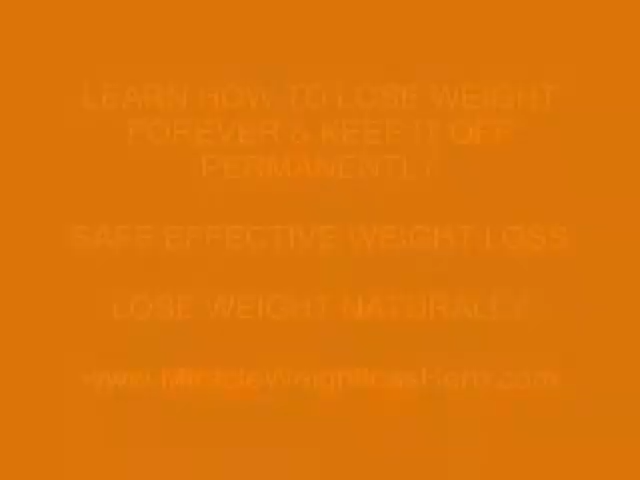 LEARN HOW TO LOSE WEIGHT
FOREVER & KEEP IT OFF
PERMANENTLY
SAFE EFFECTIVE WEIGHT LOSS
LOSE WEIGHT NATURALLY